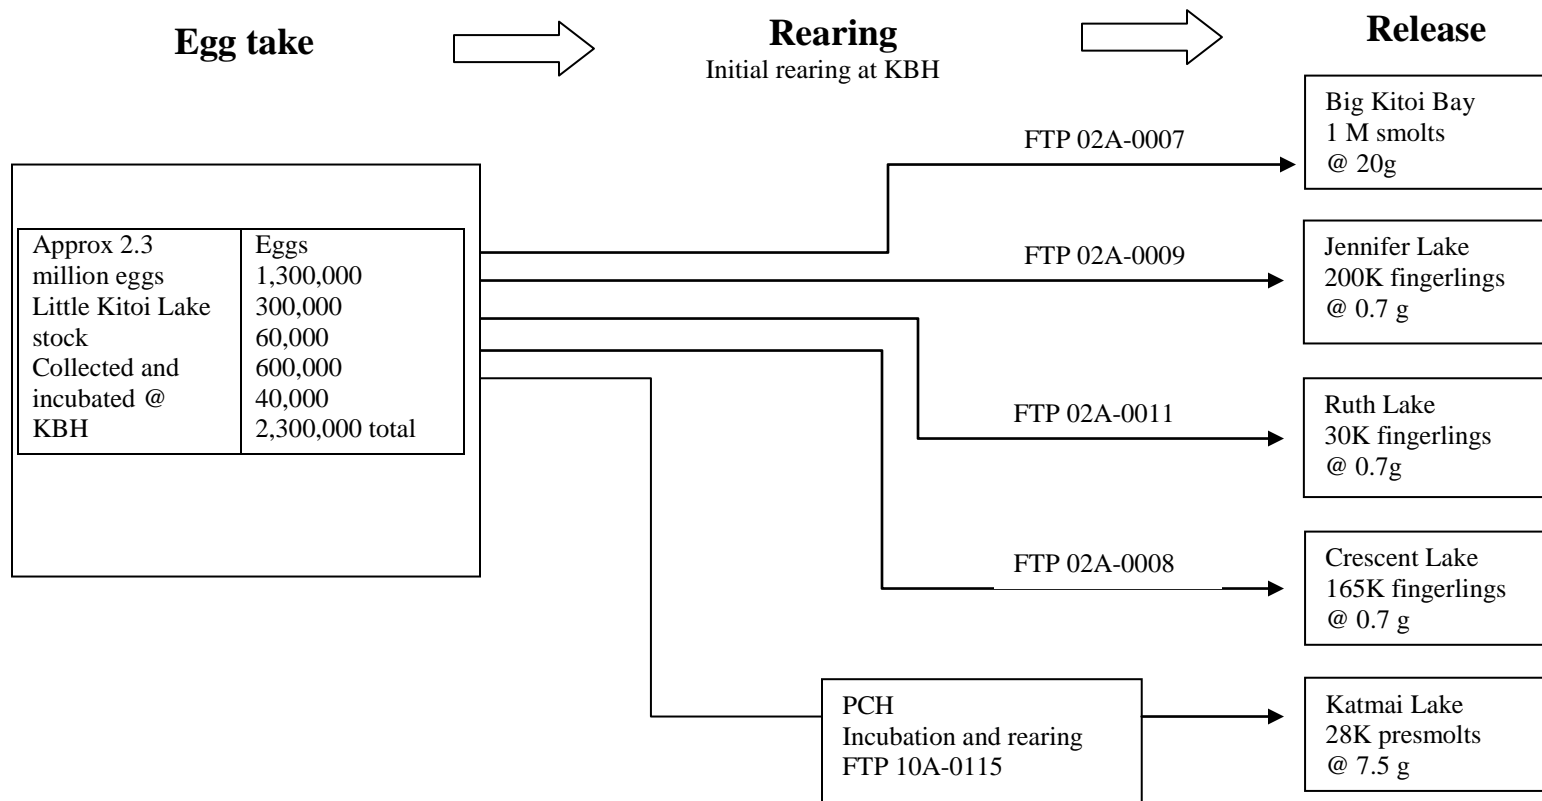 Egg take
Rearing
Initial rearing at KBH
Release
Approx 2.3
million eggs
Little Kitoi Lake
stock
Collected and
incubated @
KBH
Eggs
1,300,000
300,000
60,000
600,000
40,000
2,300,000 total
FTP 02A-0007
Big Kitoi Bay
1 M smolts
@ 20g
FTP 02A-0009
Jennifer Lake
200K fingerlings
@ 0.7 g
FTP 02A-0011
Ruth Lake
30K fingerlings
@ 0.7g
FTP 02A-0008
Crescent Lake
165K fingerlings
@ 0.7 g
PCH
Incubation and rearing
FTP 10A-0115
Katmai Lake
28K presmolts
@ 7.5 g